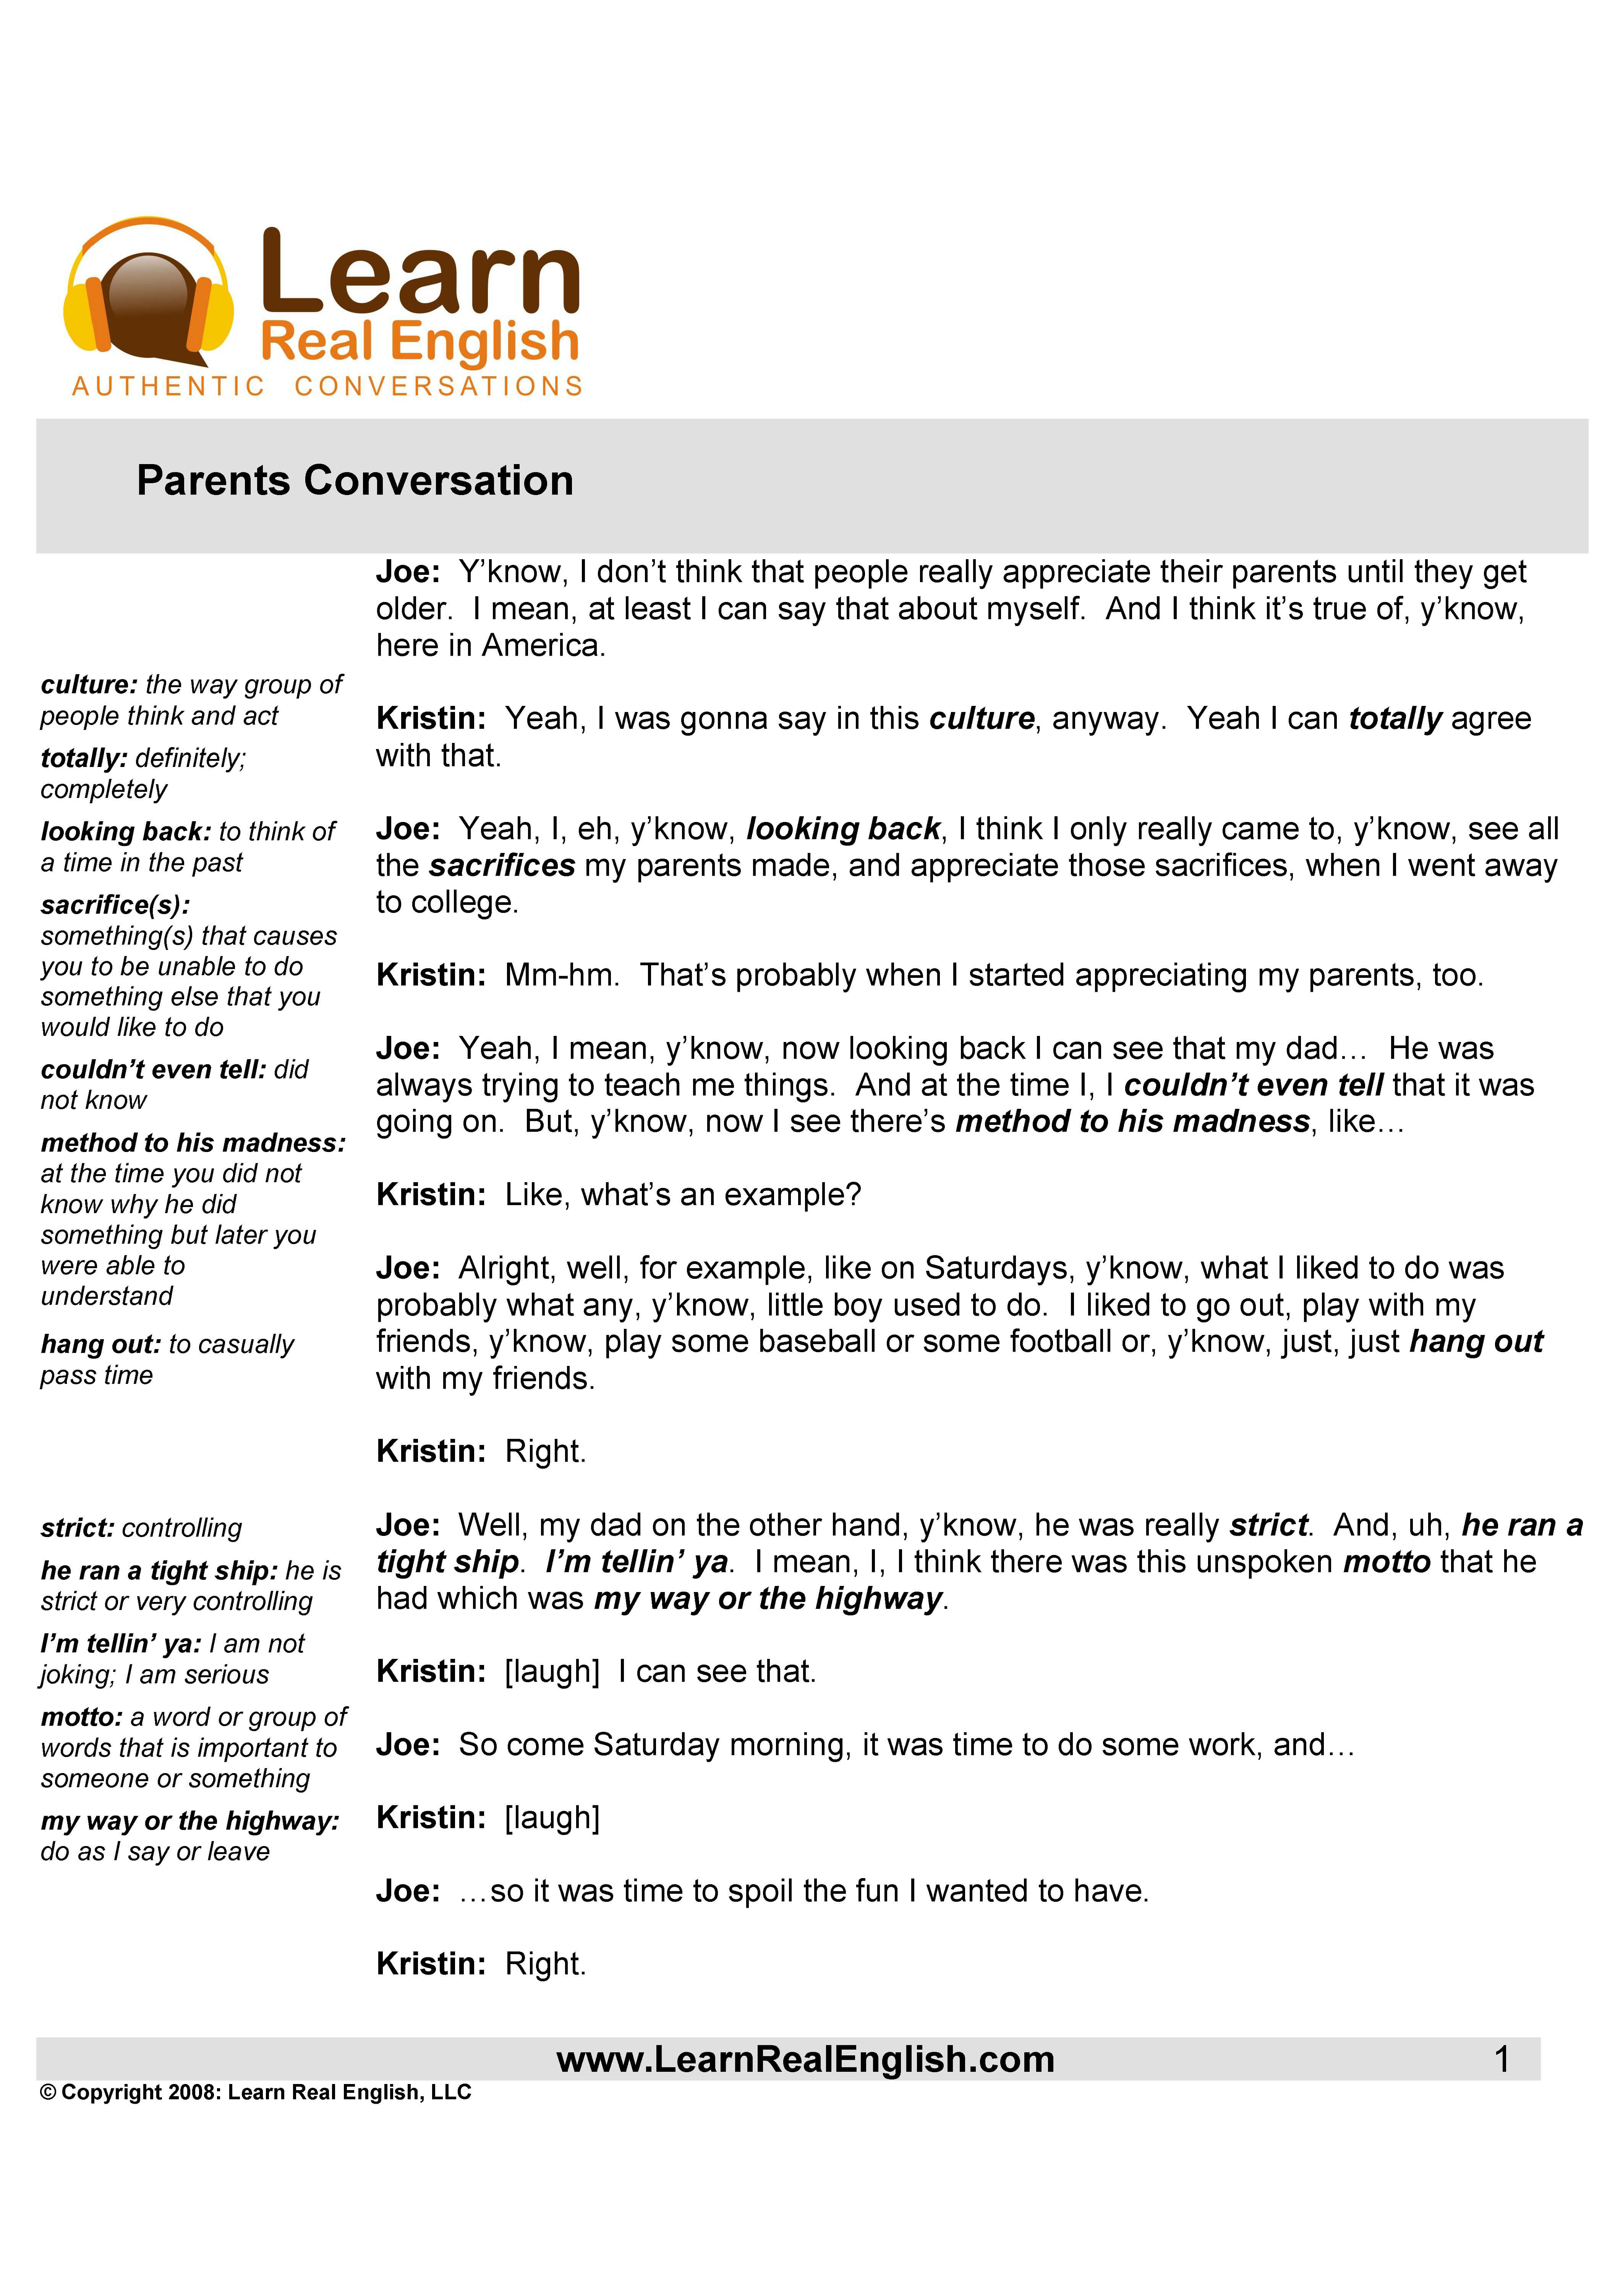 Learn
Real English
AUTHENTIC CONVERSATIONS
Parents Conversation
Joe: Y’know, I don’t think that people really appreciate their parents until they get
older. I mean, at least I can say that about myself. And I think it’s true of, y’know,
here in America.
culture: the way group of
people think and act
totally: definitely;
completely
looking back: to think of
a time in the past
sacrifice(s):
something(s) that causes
you to be unable to do
something else that you
would like to do
couldn’t even tell: did
not know
method to his madness:
at the time you did not
know why he did
something but later you
were able to
understand
hang out: to casually
pass time
Kristin: Yeah, I was gonna say in this culture, anyway. Yeah I can totally agree
with that.
Joe: Yeah, I, eh, y’know, looking back, I think I only really came to, y’know, see all
the sacrifices my parents made, and appreciate those sacrifices, when I went away
to college.
Kristin: Mm-hm. That’s probably when I started appreciating my parents, too.
Joe: Yeah, I mean, y’know, now looking back I can see that my dad… He was
always trying to teach me things. And at the time I, I couldn’t even tell that it was
going on. But, y’know, now I see there’s method to his madness, like…
Kristin: Like, what’s an example?
Joe: Alright, well, for example, like on Saturdays, y’know, what I liked to do was
probably what any, y’know, little boy used to do. I liked to go out, play with my
friends, y’know, play some baseball or some football or, y’know, just, just hang out
with my friends.
Kristin: Right.
strict: controlling
he ran a tight ship: he is
strict or very controlling
I’m tellin’ ya: I am not
joking; I am serious
motto: a word or group of
words that is important to
someone or something
my way or the highway:
do as I say or leave
Joe: Well, my dad on the other hand, y’know, he was really strict. And, uh, he ran a
tight ship. I’m tellin’ ya. I mean, I, I think there was this unspoken motto that he
had which was my way or the highway.
Kristin: [laugh] I can see that.
Joe: So come Saturday morning, it was time to do some work, and…
Kristin: [laugh]
Joe: …so it was time to spoil the fun I wanted to have.
Kristin: Right.
www.LearnRealEnglish.com 1
© Copyright 2008: Learn Real English, LLC